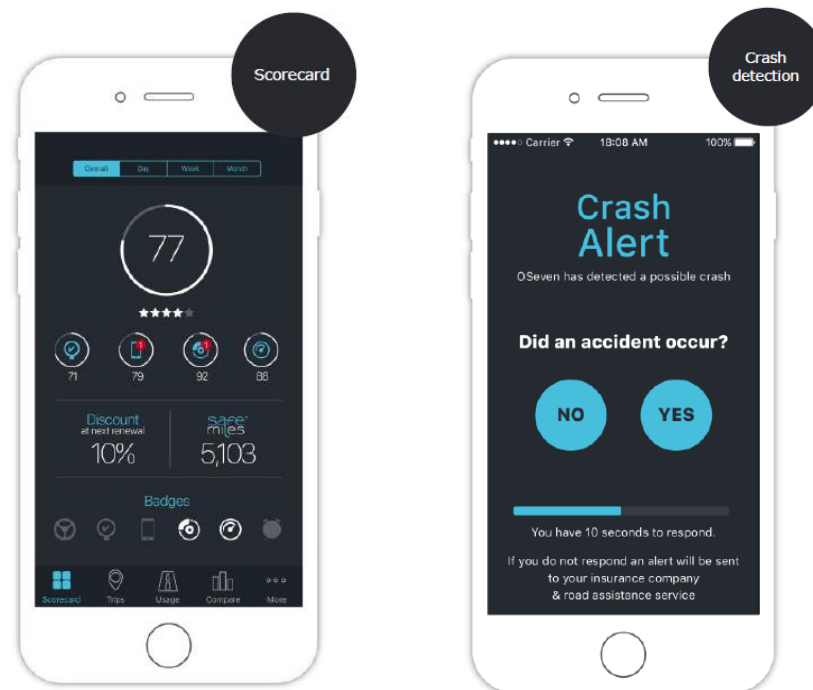 Scorecard
Overall Day Week Month
77
71 1 79 1 92 88
Discount
at next renewal
10%
safe
miles
5,103
Badges
Scorecard Trips Usage Compare More
Crash
detection
Carrier 18:08 AM 100%
Crash
Alert
OSeven has detected a possible crash
Did an accident occur?
NO YES
You have 10 seconds to respond.
If you do not respond an alert will be sent
to your insurance company
& road assistance service